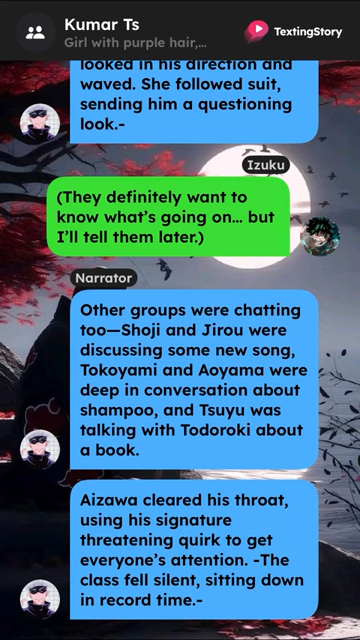 Kumar Ts
Girl with purple hair,...
TextingStory
looked in his direction and
waved. She followed suit,
sending him a questioning
look.-
Izuku
(They definitely want to
know what's going on... but
I'll tell them later.)
Narrator
Other groups were chatting
too—Shoji and Jirou were
discussing some new song,
Tokoyami and Aoyama were
deep in conversation about
shampoo, and Tsuyu was
talking with Todoroki about
a book.
Aizawa cleared his throat,
using his signature
threatening quirk to get
everyone's attention. -The
class fell silent, sitting down
in record time.-